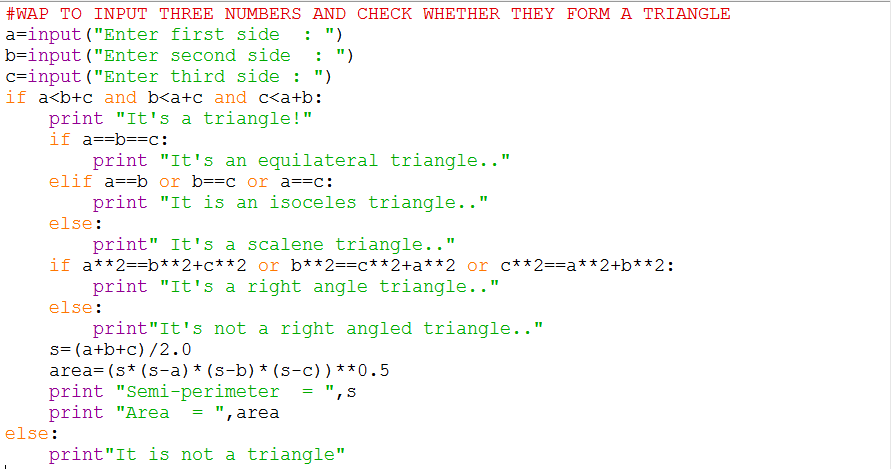 #WAP TO INPUT THREE NUMBERS AND CHECK WHETHER THEY FORM A TRIANGLE
a=input("Enter first side  : ")
b=input("Enter second side  : ")
c=input("Enter third side : ")
if a<b+c and b<a+c and c<a+b:
    print "It's a triangle!"
    if a==b==c:
        print "It's an equilateral triangle.."
    elif a==b or b==c or a==c:
        print "It is an isoceles triangle.."
    else:
        print" It's a scalene triangle.."
    if a**2==b**2+c**2 or b**2==c**2+a**2 or c**2==a**2+b**2:
        print "It's a right angle triangle.."
    else:
        print"It's not a right angled triangle.."
    s=(a+b+c)/2.0
    area=(s*(s-a)*(s-b)*(s-c))**0.5
    print "Semi-perimeter  = ",s
    print "Area  = ",area
else:
    print"It is not a triangle"